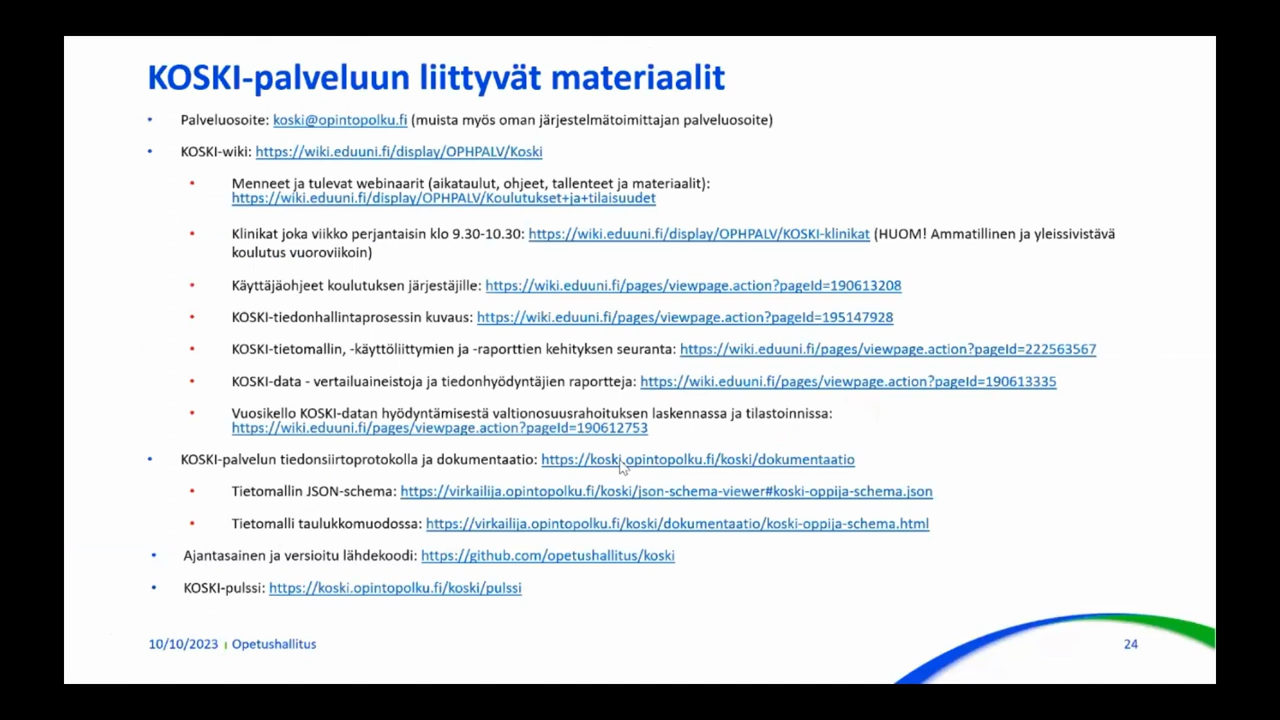 KOSKI-palveluun liittyvät materiaalit
• Palveluosoite: koski@opintopolku.fi (muista myös oman järjestelmätoimittajan palveluosoite)
• KOSKI-wiki: https://wiki.eduuni.fi/display/OPHPALV/Koski
• Menneet ja tulevat webinaarit (aikataulut, ohjeet, tallenteet ja materiaalit):
https://wiki.eduuni.fi/display/OPHPALV/Koulutukset+ja+tilaisuudet
• Klinikat joka viikko perjantaisin klo 9.30-10.30: https://wiki.eduuni.fi/display/OPHPALV/KOSKI-klinikat (HUOM! Ammatillinen ja yleissivistävä
koulutus vuoroviikoin)
• Käyttäjäohjeet koulutuksen järjestäjille: https://wiki.eduuni.fi/pages/viewpage.action?pageId=190613208
• KOSKI-tiedonhallintaprosessin kuvaus: https://wiki.eduuni.fi/pages/viewpage.action?pageId=195147928
• KOSKI-tietomallin, -käyttöliittymien ja -raporttien kehityksen seuranta: https://wiki.eduuni.fi/pages/viewpage.action?pageId=222563567
• KOSKI-data - vertailuaineistoja ja tiedonhyödyntäjien raportteja: https://wiki.eduuni.fi/pages/viewpage.action?pageId=190613335
• Vuosikello KOSKI-datan hyödyntämisestä valtionosuusrahoituksen laskennassa ja tilastoinnissa:
https://wiki.eduuni.fi/pages/viewpage.action?pageId=190612753
• KOSKI-palvelun tiedonsiirtoprotokolla ja dokumentaatio: https://koski.opintopolku.fi/koski/dokumentaatio
• Tietomallin JSON-schema: https://virkailija.opintopolku.fi/koski/json-schema-viewer#koski-oppija-schema.json
• Tietomalli taulukkomuodossa: https://virkailija.opintopolku.fi/koski/dokumentaatio/koski-oppija-schema.html
• Ajantasainen ja versioitu lähdekoodi: https://github.com/opetushallitus/koski
• KOSKI-pulssi: https://koski.opintopolku.fi/koski/pulssi
10/10/2023 | Opetushallitus
24